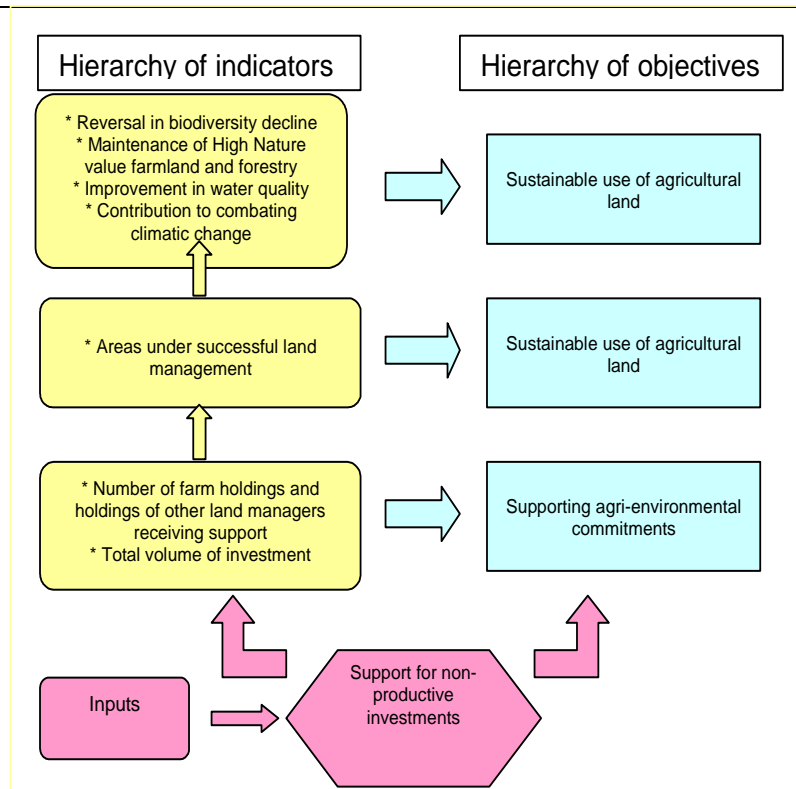 Hierarchy of indicators
Hierarchy of objectives
* Reversal in biodiversity decline
* Maintenance of High Nature
value farmland and forestry
* Improvement in water quality
* Contribution to combating
climatic change
Sustainable use of agricultural
land
* Areas under successful land
management
Sustainable use of agricultural
land
* Number of farm holdings and
holdings of other land managers
receiving support
* Total volume of investment
Supporting agri-environmental
commitments
Inputs
Support for non-
productive
investments